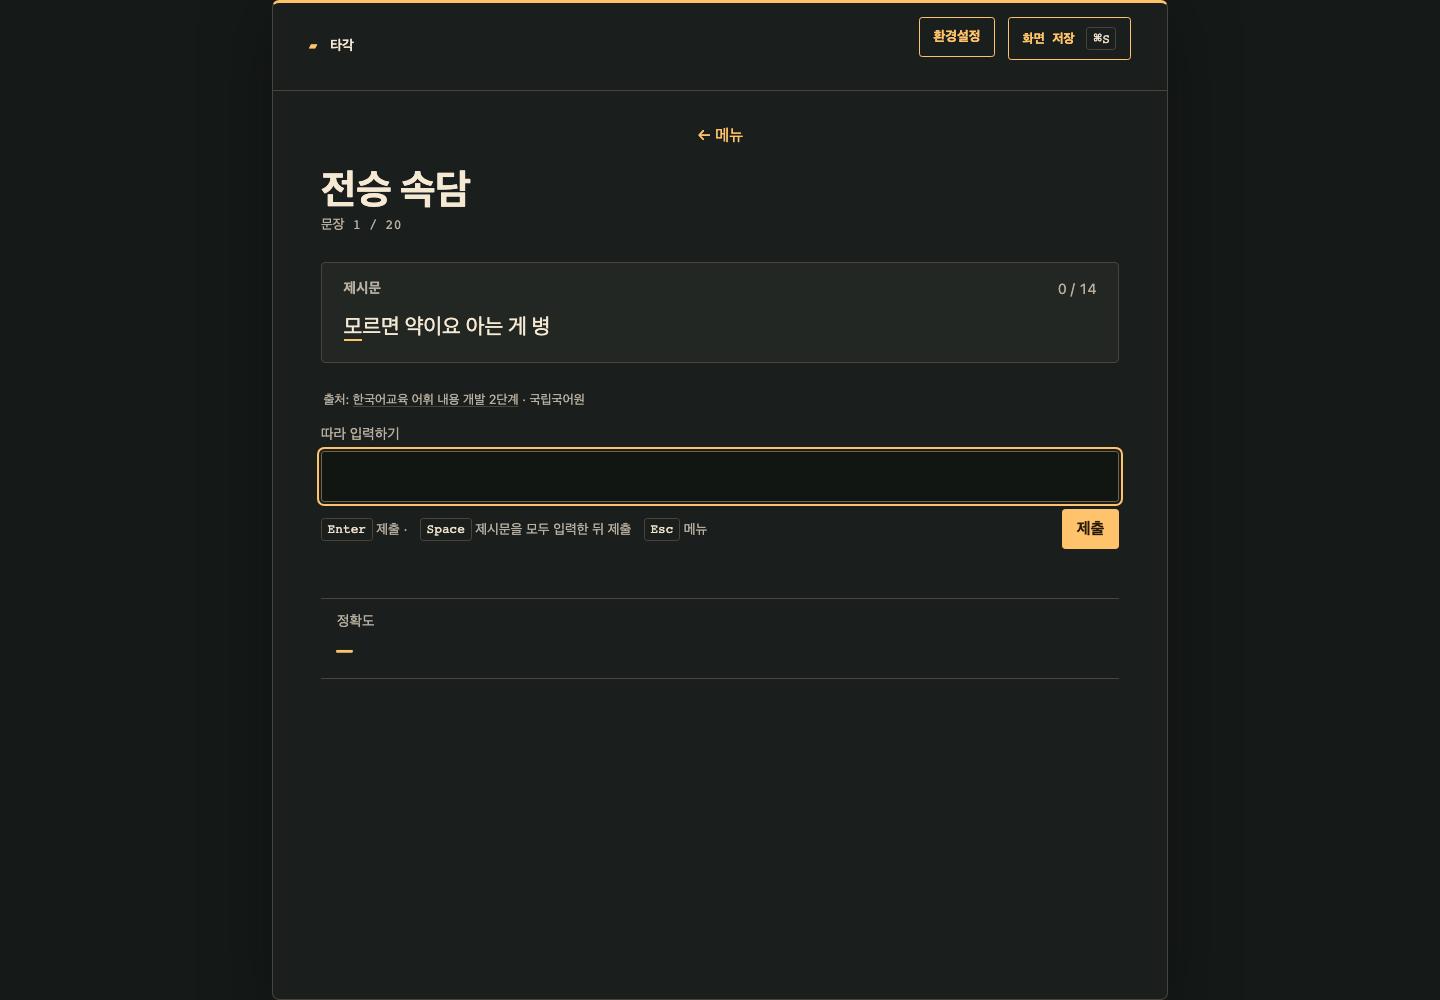 타각
환경설정
화면 저장 ⌘S
← 메뉴
전승 속담
문장 1 / 20
제시문
0 / 14
모르면 약이요 아는 게 병
출처: 한국어교육 어휘 내용 개발 2단계 · 국립국어원
따라 입력하기
Enter 제출 · Space 제시문을 모두 입력한 뒤 제출 Esc 메뉴
제출
정확도
—